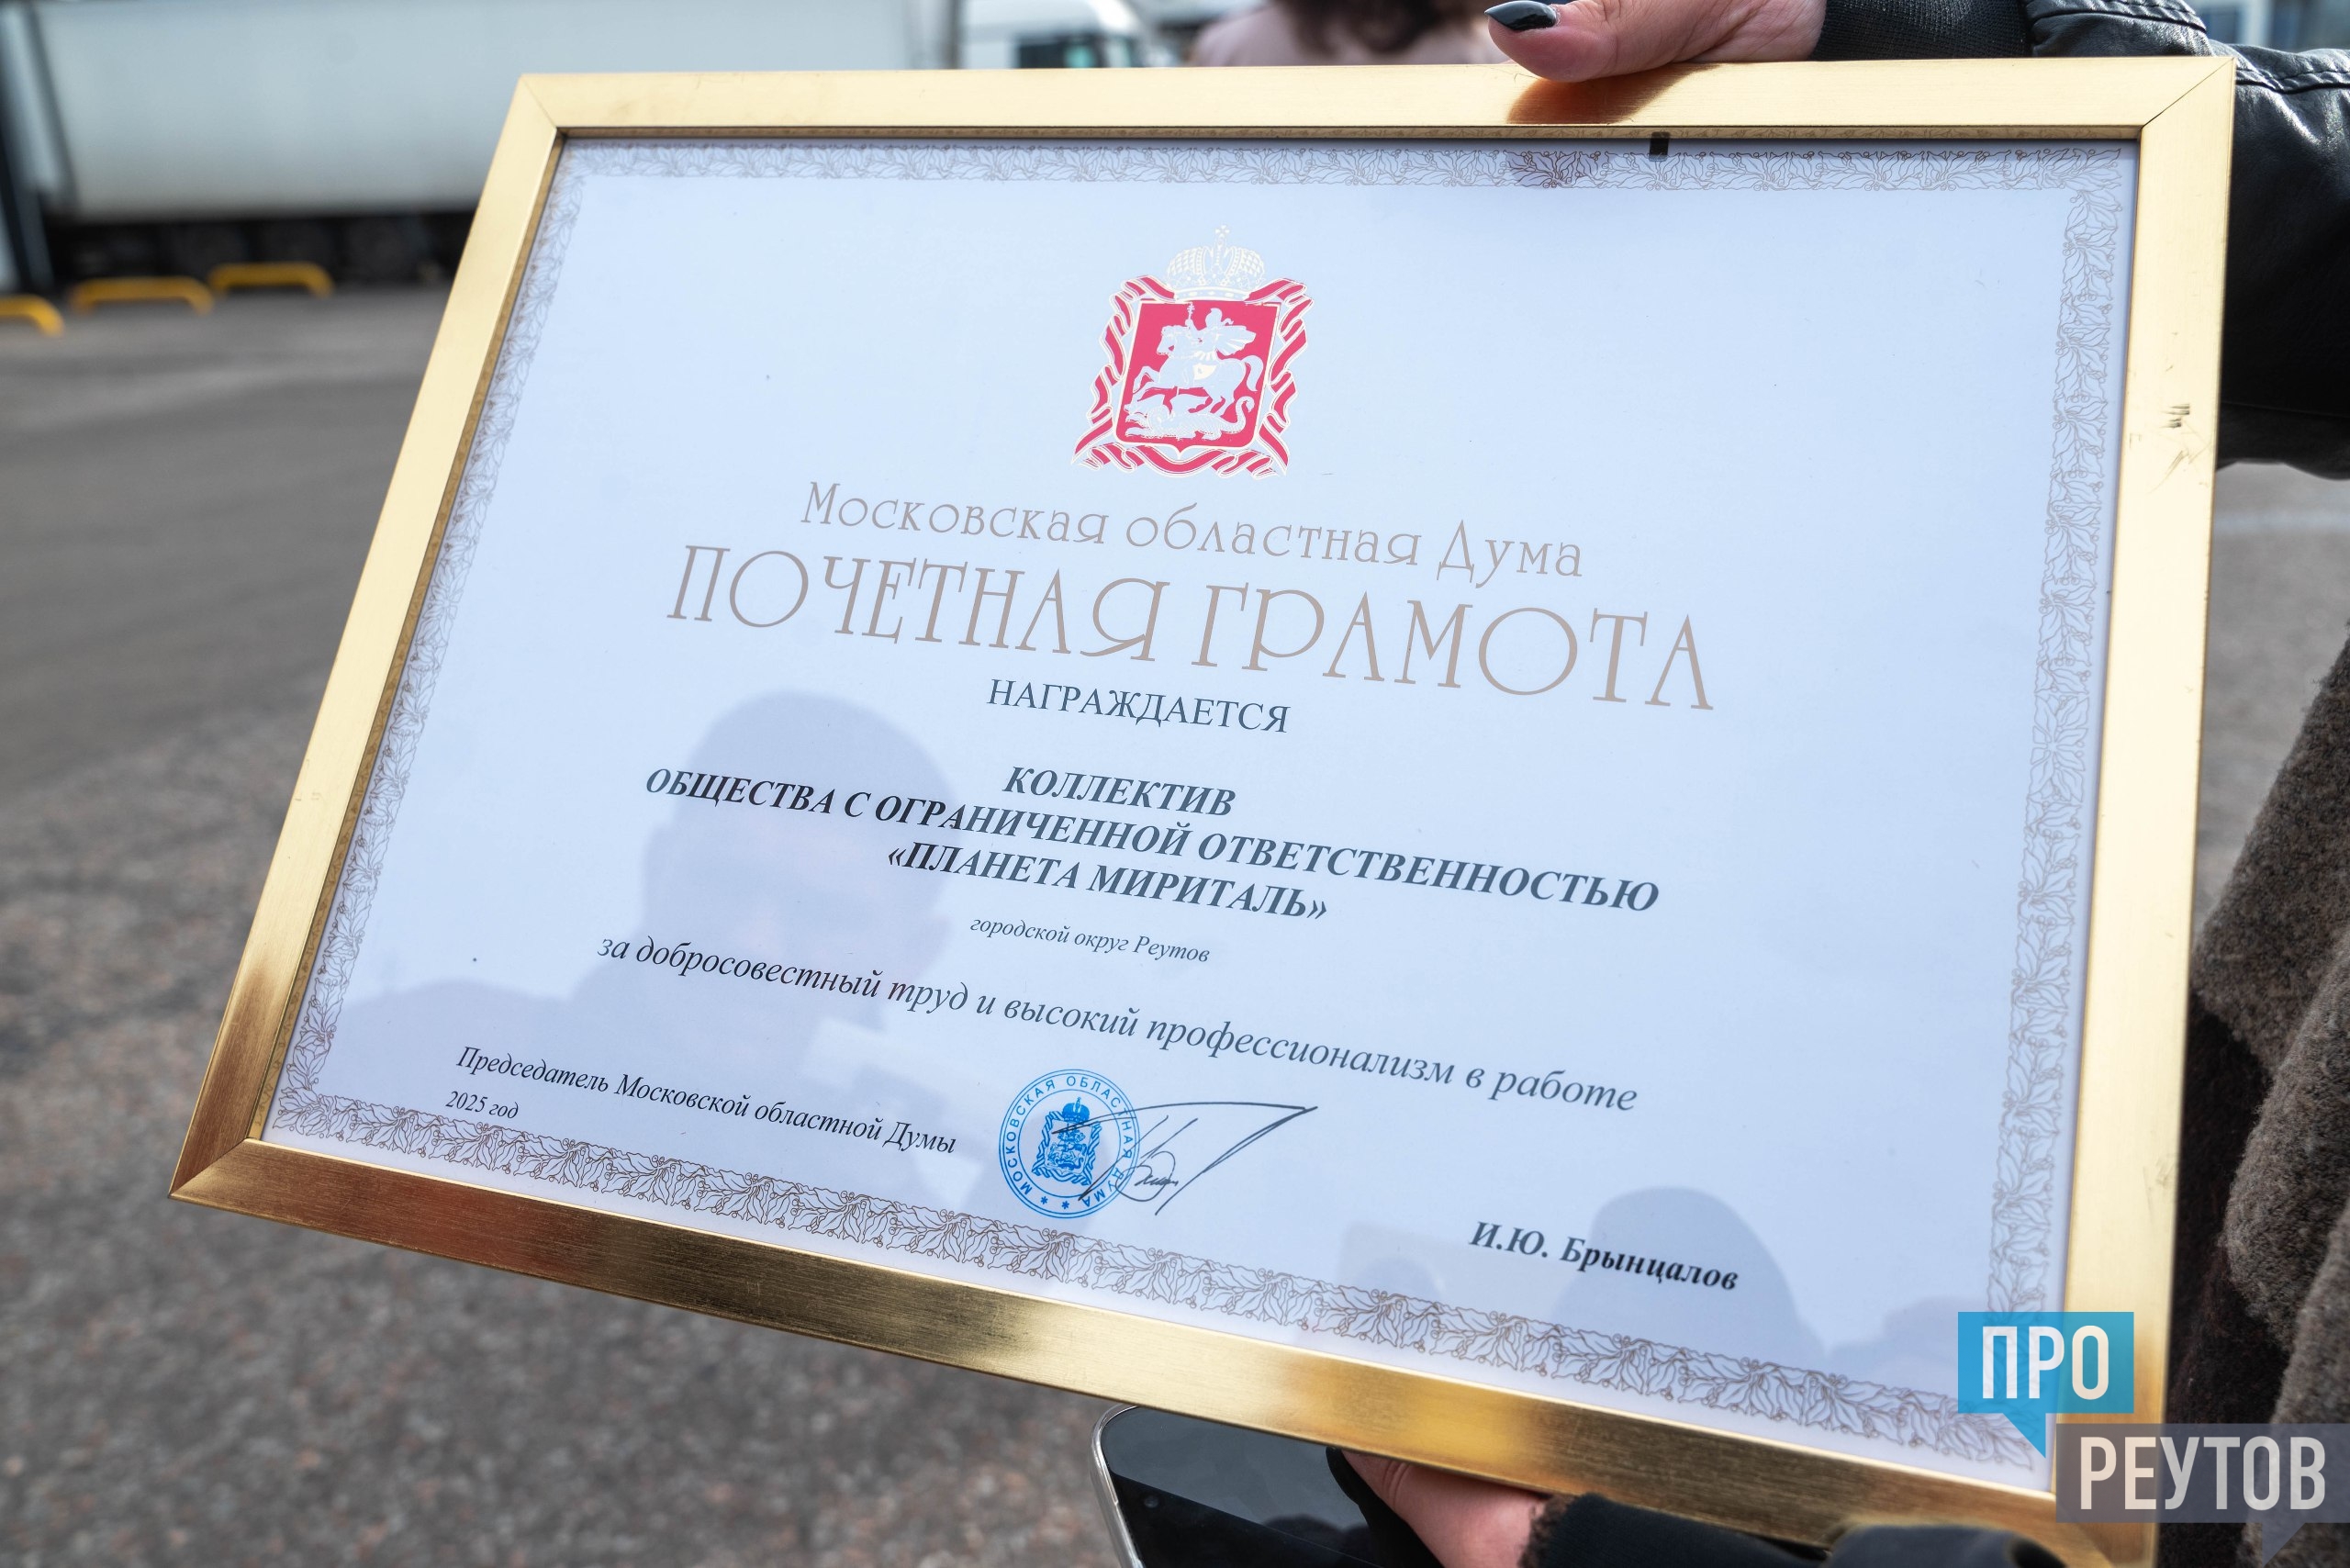 Московская областная Дума
ПОЧЕТНАЯ ГРАМОТА
НАГРАЖДАЕТСЯ
КОЛЛЕКТИВ
ОБЩЕСТВА С ОГРАНИЧЕННОЙ ОТВЕТСТВЕННОСТЬЮ
«ПЛАНЕТА МИРИТАЛЬ»
городской округ Реутов
за добросовестный труд и высокий профессионализм в работе
Председатель Московской областной Думы
2025 год
МОСКОВСКАЯ ОБЛАСТНАЯ ДУМА
И.Ю. Брынцалов
ПРО
РЕУТОВ